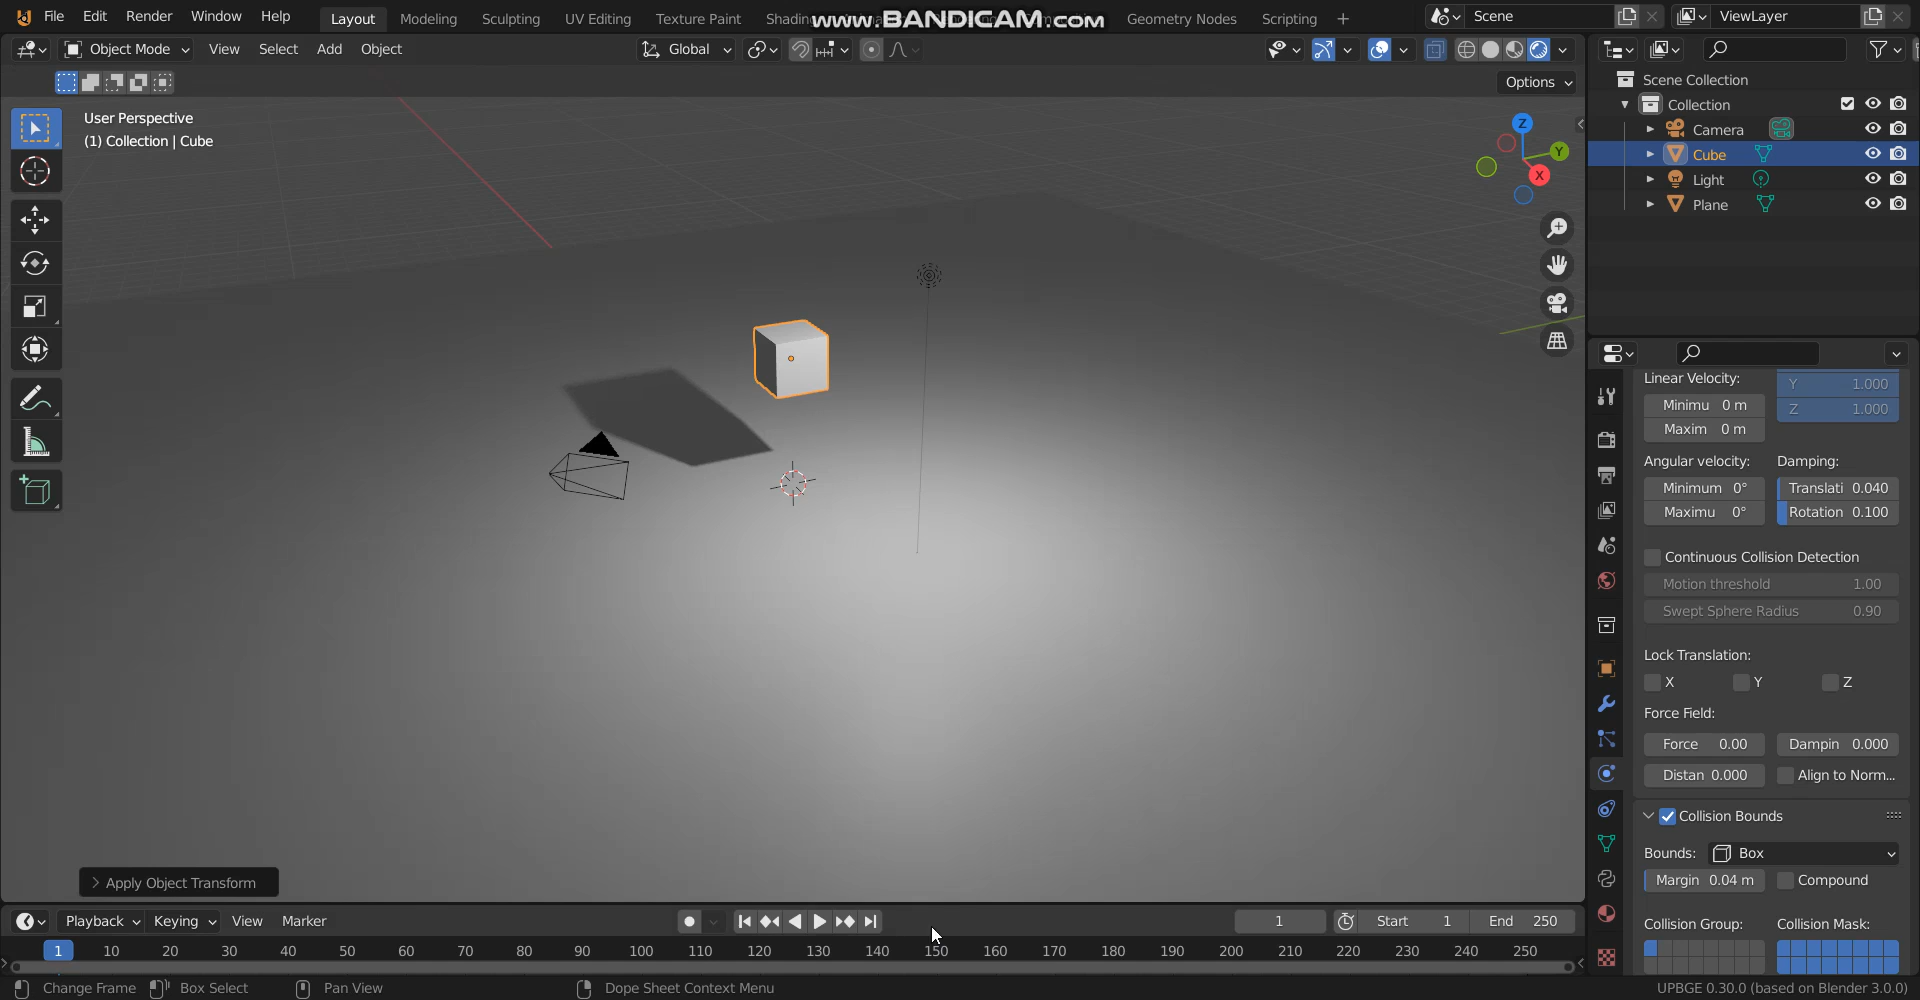 File Edit Render Window Help Layout Modeling Sculpting UV Editing Texture Paint Shading Geometry Nodes Scripting
www.BANDICAM.com
Scene ViewLayer
Object Mode View Select Add Object Global
Options
User Perspective
(1) Collection | Cube
Z
Y
X
Scene Collection
Collection
Camera
Cube
Light
Plane
Linear Velocity: Y 1.000
Minimu 0 m Z 1.000
Maxim 0 m
Angular velocity: Damping:
Minimum 0° Translati 0.040
Maximu 0° Rotation 0.100
Continuous Collision Detection
Motion threshold 1.00
Swept Sphere Radius 0.90
Lock Translation:
X Y Z
Force Field:
Force 0.00 Dampin 0.000
Distan 0.000 Align to Norm...
Collision Bounds
Bounds: Box
Margin 0.04 m Compound
Collision Group: Collision Mask:
Apply Object Transform
Playback Keying View Marker 1 Start 1 End 250
1 10 20 30 40 50 60 70 80 90 100 110 120 130 140 150 160 170 180 190 200 210 220 230 240 250
Change Frame Box Select Pan View Dope Sheet Context Menu UPBGE 0.30.0 (based on Blender 3.0.0)